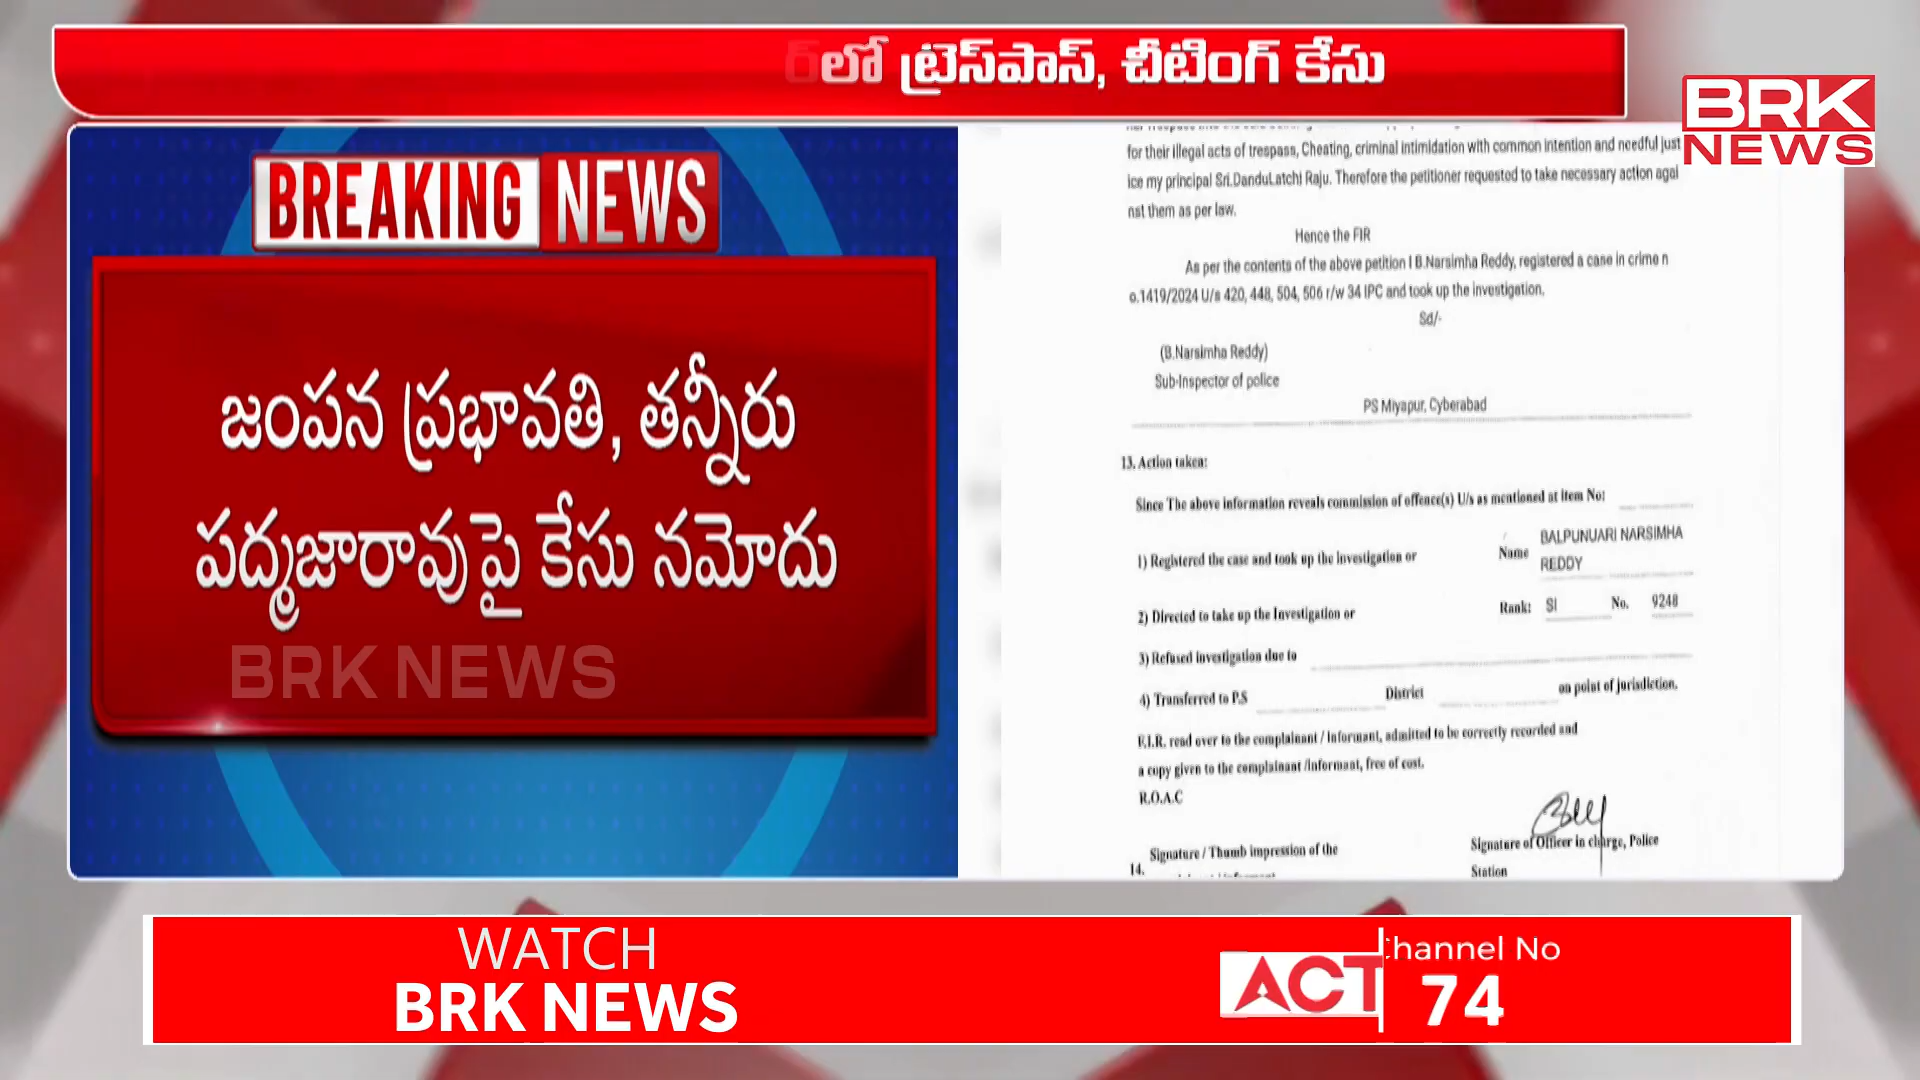 లో ట్రెస్‌పాస్, చీటింగ్ కేసు
BRK
NEWS
BREAKING NEWS
జంపన ప్రభావతి, తన్నీరు
పద్మజారావుపై కేసు నమోదు
BRK NEWS
for their illegal acts of trespass, Cheating, criminal intimidation with common intention and needful just
ice my principal Sri.DanduLatchi Raju. Therefore the petitioner requested to take necessary action agai
nst them as per law.
Hence the FIR
As per the contents of the above petition I B.Narsimha Reddy, registered a case in crime n
o.1419/2024 U/s 420, 448, 504, 506 r/w 34 IPC and took up the investigation.
Sd/-
(B.Narsimha Reddy)
Sub-Inspector of police
PS Miyapur, Cyberabad
13. Action taken:
Since The above information reveals commission of offence(s) U/s as mentioned at item No:
1) Registered the case and took up the investigation or
Name BALPUNUARI NARSIMHA
REDDY
2) Directed to take up the Investigation or
Rank: SI No. 9248
3) Refused investigation due to
4) Transferred to P.S District on point of jurisdiction.
F.I.R. read over to the complainant / informant, admitted to be correctly recorded and
a copy given to the complainant /informant, free of cost.
R.O.A.C
14. Signature / Thumb impression of the
Signature of Officer in charge, Police
Station
WATCH
BRK NEWS
ACT
hannel No
74